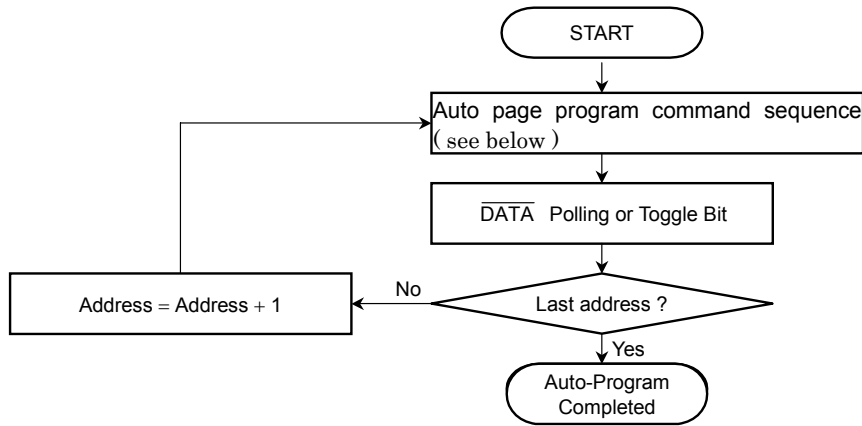 START
Auto page program command sequence
( see below )
DATA Polling or Toggle Bit
Last address ?
No
Address = Address + 1
Yes
Auto-Program
Completed